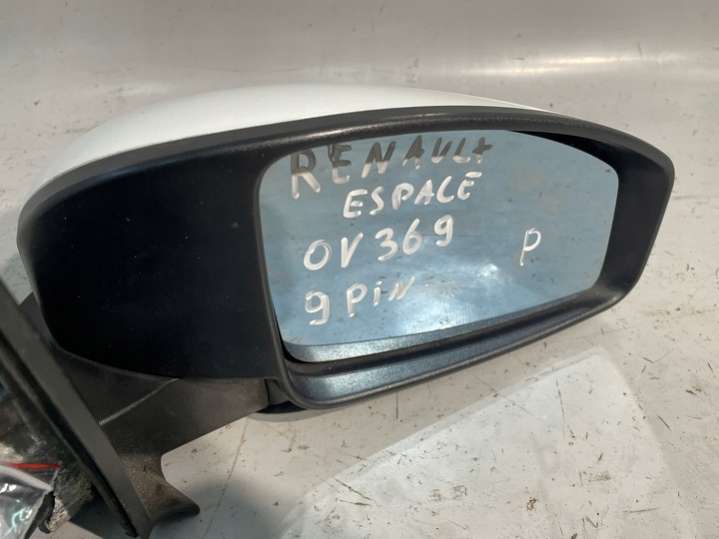 RENAULT
ESPACE
OV369 P
9 PiN